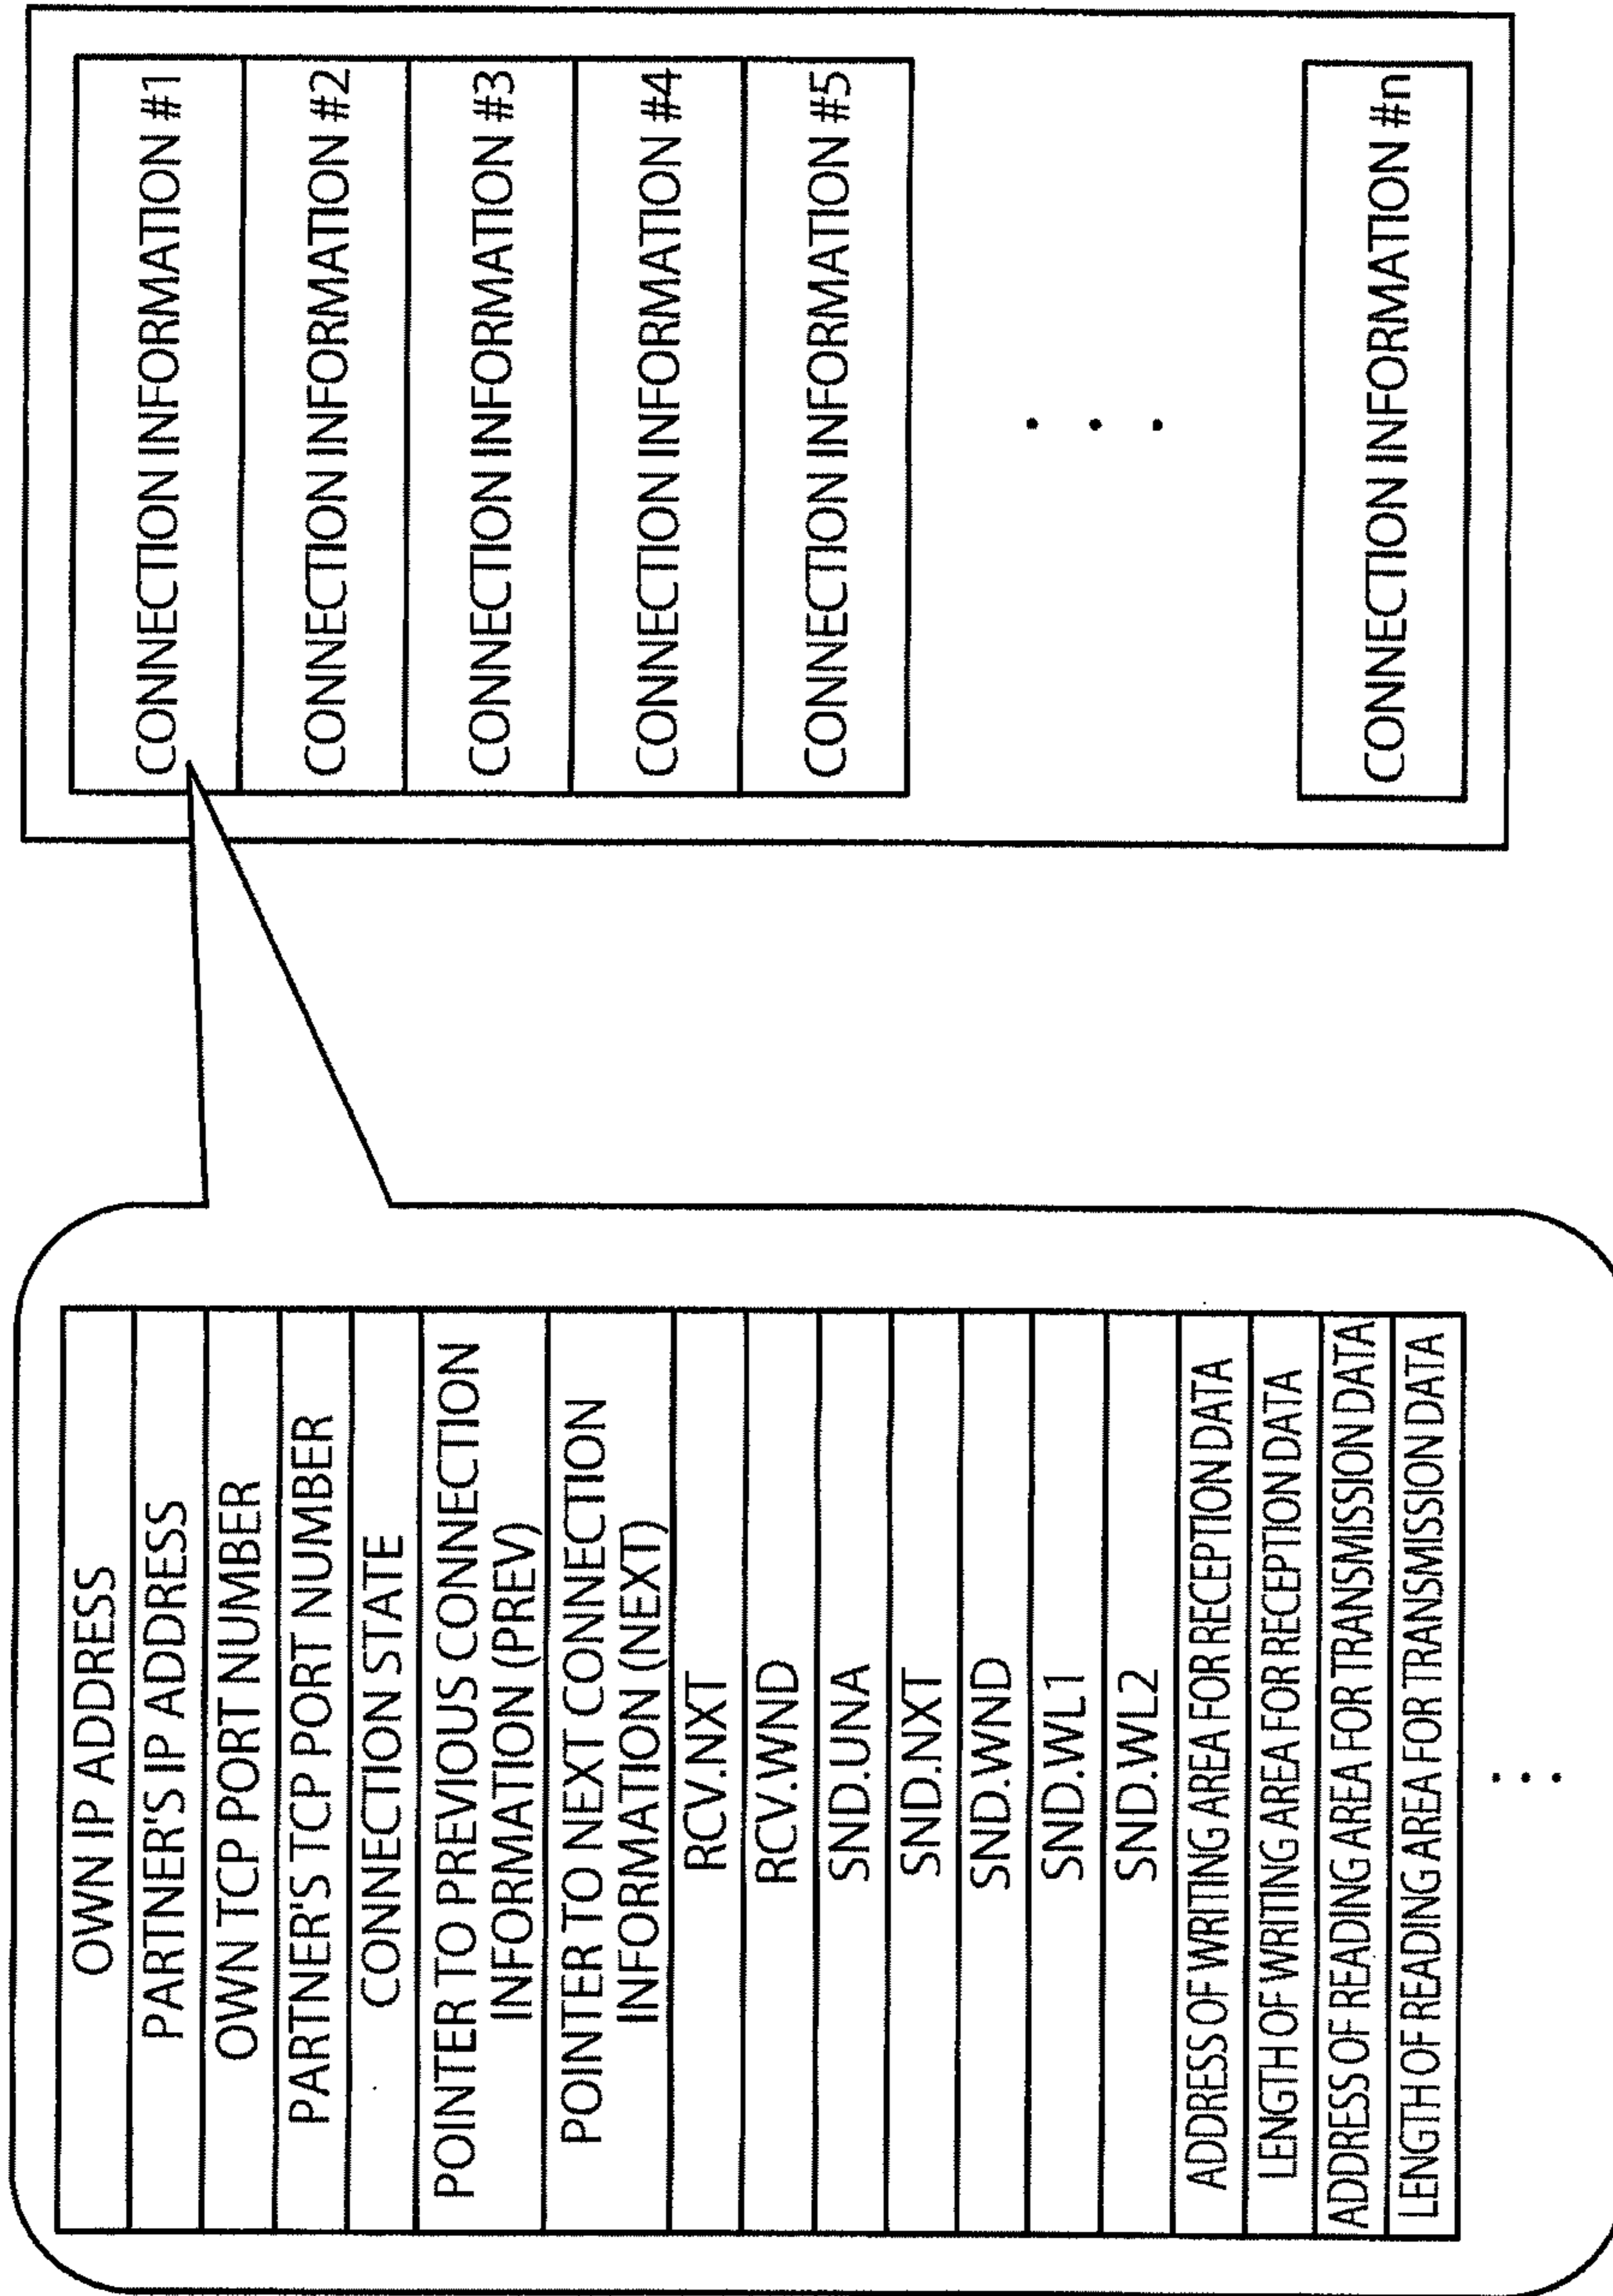 OWN IP ADDRESS
PARTNER'S IP ADDRESS
OWN TCP PORT NUMBER
PARTNER'S TCP PORT NUMBER
CONNECTION STATE
POINTER TO PREVIOUS CONNECTION
INFORMATION (PREV)
POINTER TO NEXT CONNECTION
INFORMATION (NEXT)
RCV.NXT
RCV.WND
SND.UNA
SND.NXT
SND.WND
SND.WL1
SND.WL2
ADDRESS OF WRITING AREA FOR RECEPTION DATA
LENGTH OF WRITING AREA FOR RECEPTION DATA
ADDRESS OF READING AREA FOR TRANSMISSION DATA
LENGTH OF READING AREA FOR TRANSMISSION DATA
. . .
CONNECTION INFORMATION #1
CONNECTION INFORMATION #2
CONNECTION INFORMATION #3
CONNECTION INFORMATION #4
CONNECTION INFORMATION #5
. . .
CONNECTION INFORMATION #n